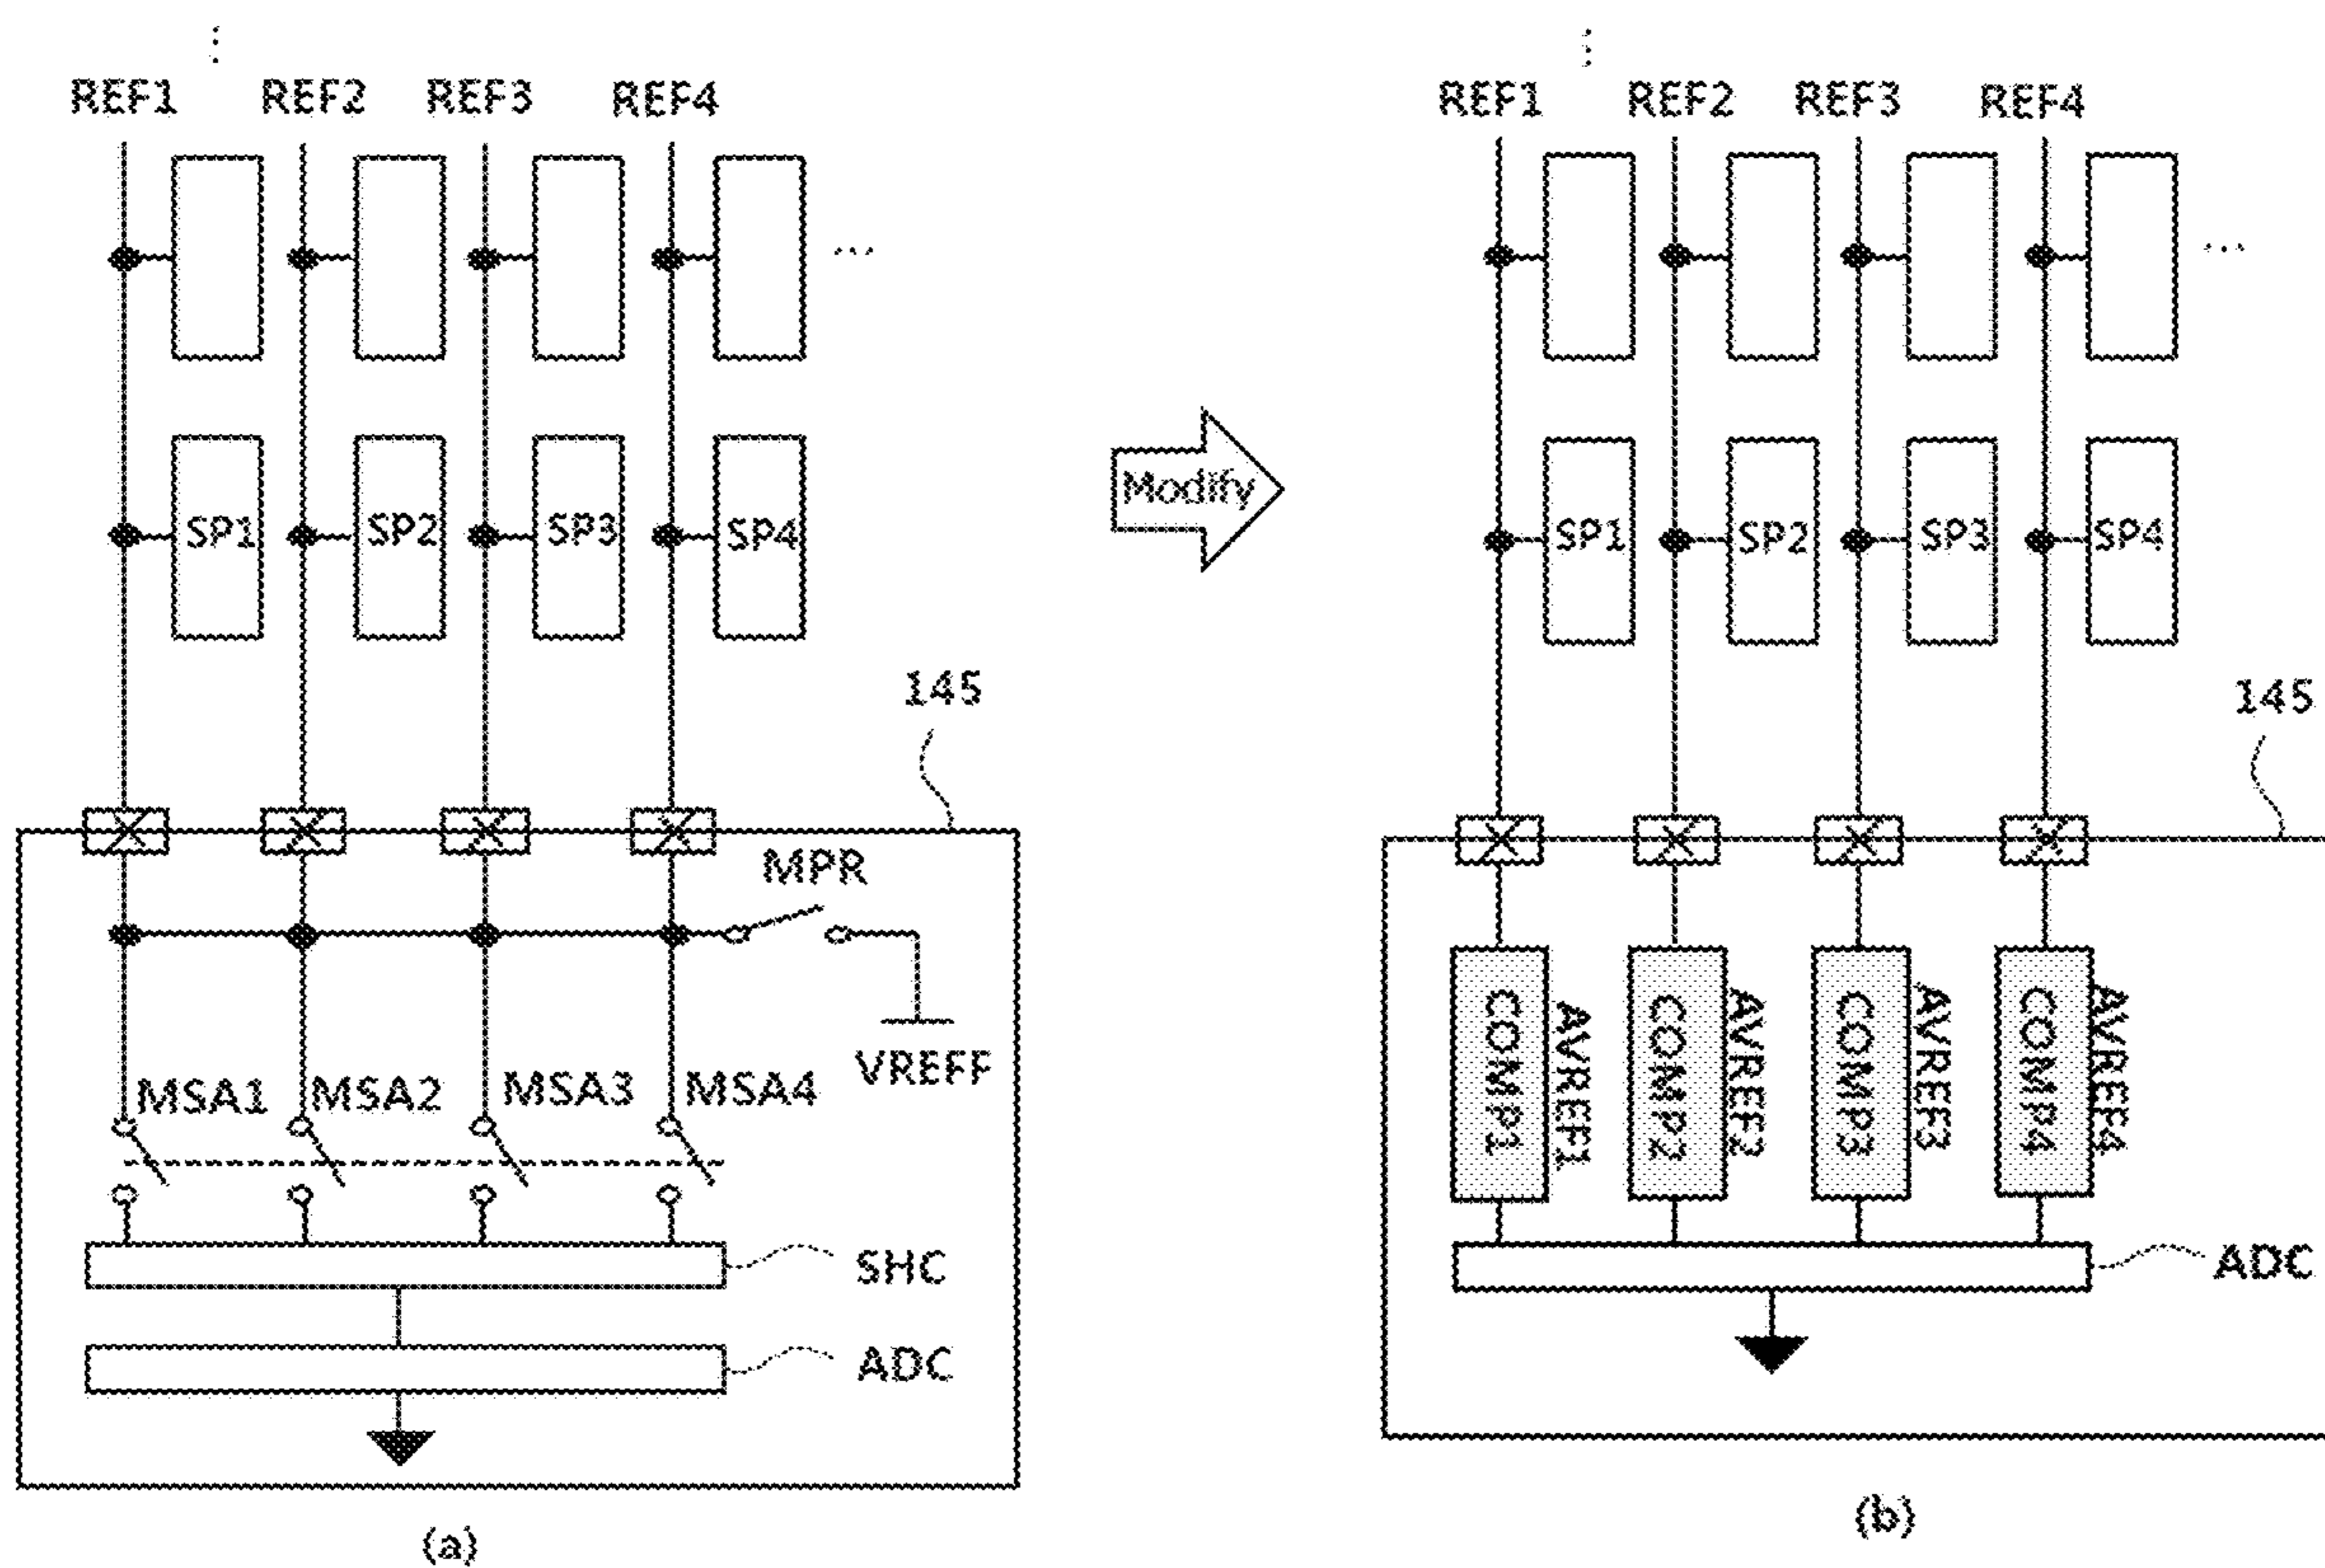 REF1 REF2 REF3 REF4
SP1 SP2 SP3 SP4
145
MPR
VREFF
MSA1 MSA2 MSA3 MSA4
SHC
ADC
(a)
Modify
REF1 REF2 REF3 REF4
SP1 SP2 SP3 SP4
145
COMP1 AVREF1 COMP2 AVREF2 COMP3 AVREF3 COMP4 AVREF4
ADC
(b)